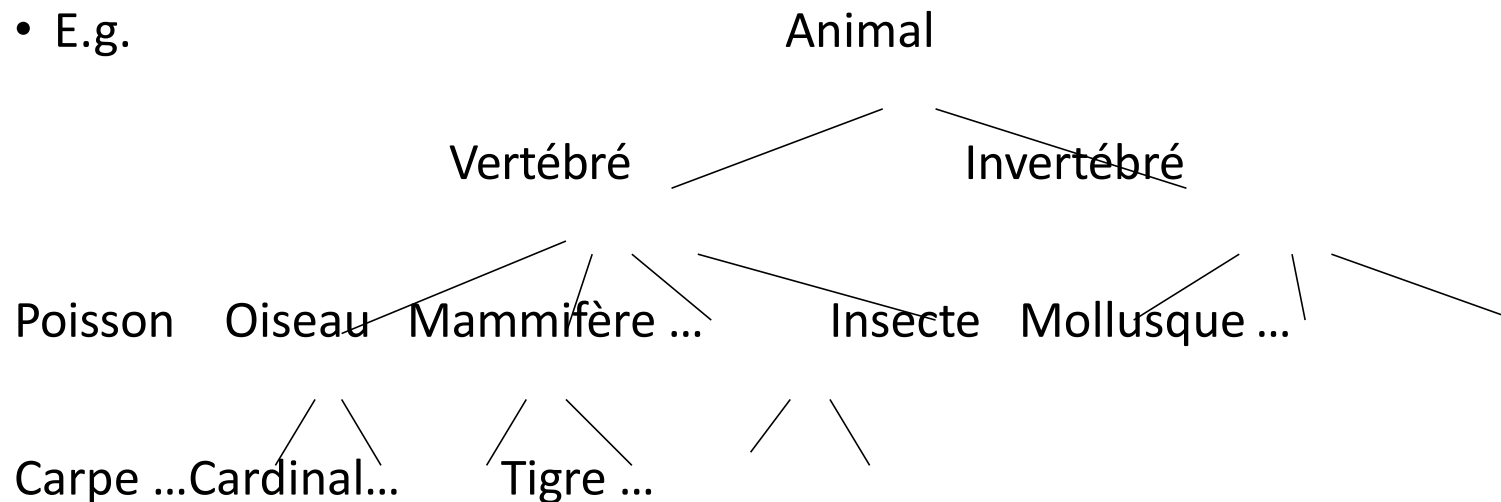 • E.g. Animal
Vertébré Invertébré
Poisson Oiseau Mammifère ... Insecte Mollusque ...
Carpe ...Cardinal... Tigre ...